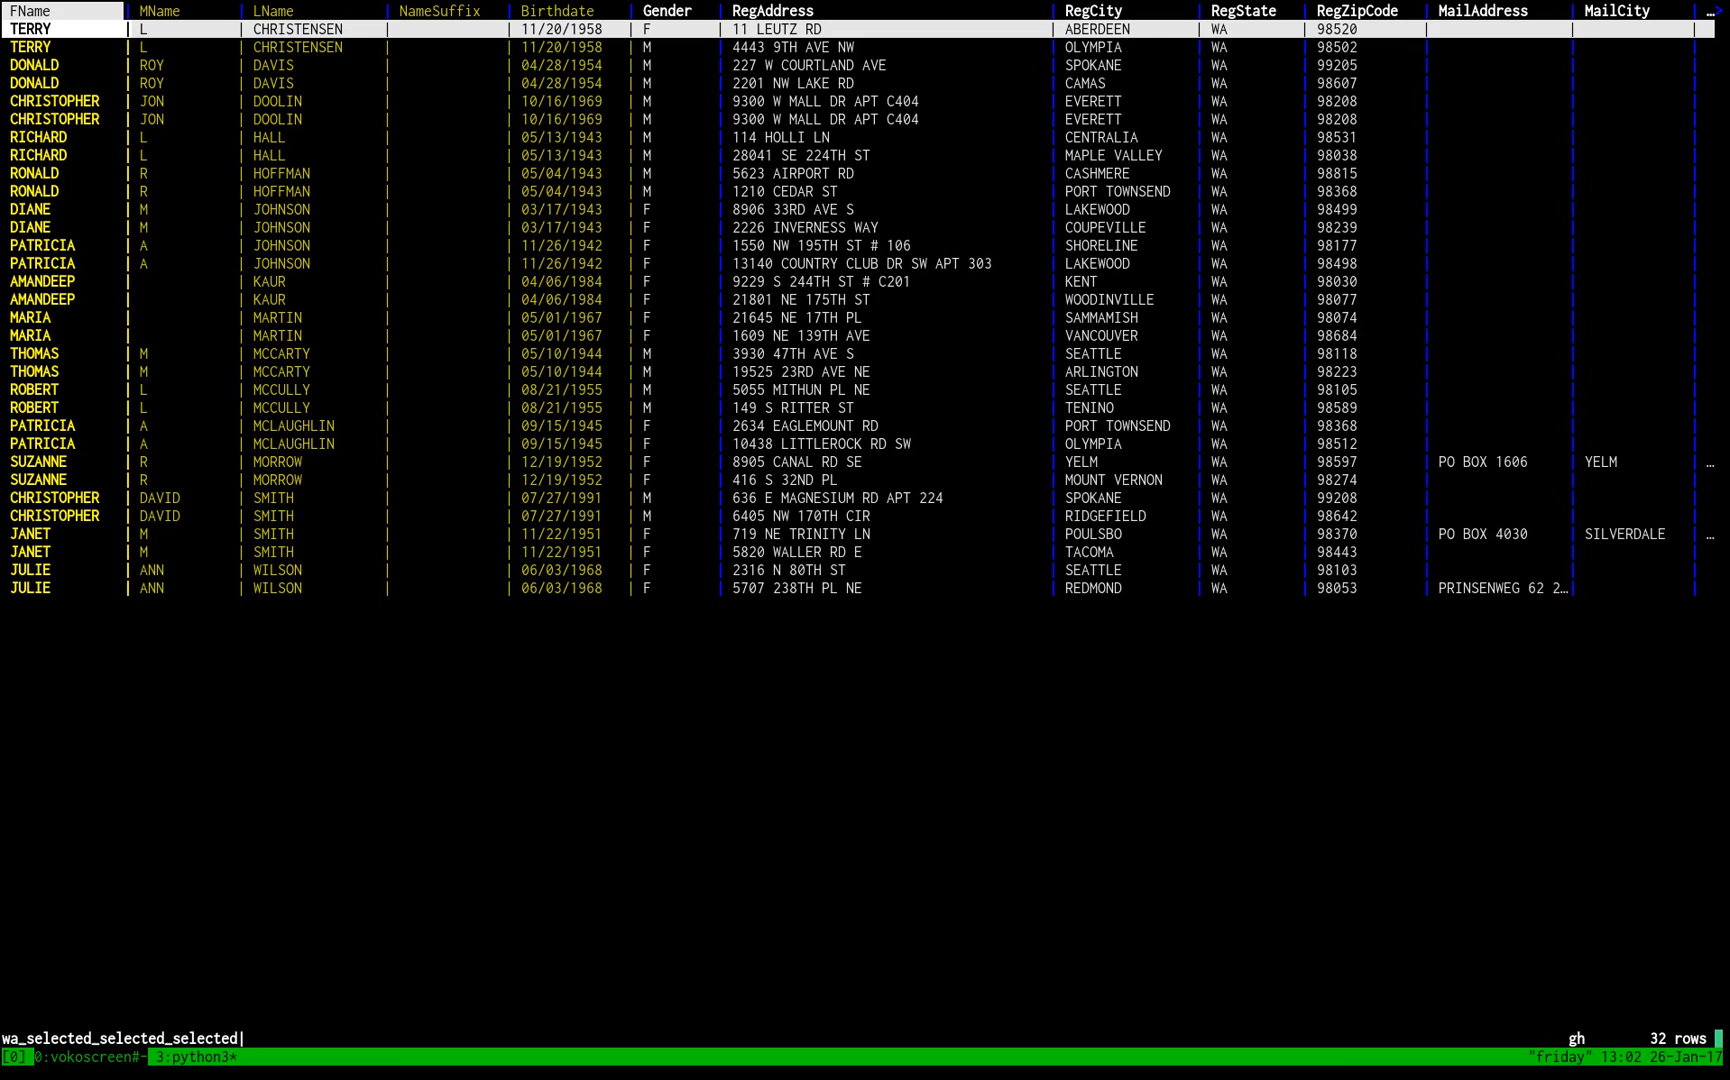 FName | MName | LName | NameSuffix | Birthdate | Gender | RegAddress | RegCity | RegState | RegZipCode | MailAddress | MailCity | …>
TERRY | L | CHRISTENSEN | | 11/20/1958 | F | 11 LEUTZ RD | ABERDEEN | WA | 98520 | | |
TERRY | L | CHRISTENSEN | | 11/20/1958 | M | 4443 9TH AVE NW | OLYMPIA | WA | 98502 | | |
DONALD | ROY | DAVIS | | 04/28/1954 | M | 227 W COURTLAND AVE | SPOKANE | WA | 99205 | | |
DONALD | ROY | DAVIS | | 04/28/1954 | M | 2201 NW LAKE RD | CAMAS | WA | 98607 | | |
CHRISTOPHER | JON | DOOLIN | | 10/16/1969 | M | 9300 W MALL DR APT C404 | EVERETT | WA | 98208 | | |
CHRISTOPHER | JON | DOOLIN | | 10/16/1969 | M | 9300 W MALL DR APT C404 | EVERETT | WA | 98208 | | |
RICHARD | L | HALL | | 05/13/1943 | M | 114 HOLLI LN | CENTRALIA | WA | 98531 | | |
RICHARD | L | HALL | | 05/13/1943 | M | 28041 SE 224TH ST | MAPLE VALLEY | WA | 98038 | | |
RONALD | R | HOFFMAN | | 05/04/1943 | M | 5623 AIRPORT RD | CASHMERE | WA | 98815 | | |
RONALD | R | HOFFMAN | | 05/04/1943 | M | 1210 CEDAR ST | PORT TOWNSEND | WA | 98368 | | |
DIANE | M | JOHNSON | | 03/17/1943 | F | 8906 33RD AVE S | LAKEWOOD | WA | 98499 | | |
DIANE | M | JOHNSON | | 03/17/1943 | F | 2226 INVERNESS WAY | COUPEVILLE | WA | 98239 | | |
PATRICIA | A | JOHNSON | | 11/26/1942 | F | 1550 NW 195TH ST # 106 | SHORELINE | WA | 98177 | | |
PATRICIA | A | JOHNSON | | 11/26/1942 | F | 13140 COUNTRY CLUB DR SW APT 303 | LAKEWOOD | WA | 98498 | | |
AMANDEEP | | KAUR | | 04/06/1984 | F | 9229 S 244TH ST # C201 | KENT | WA | 98030 | | |
AMANDEEP | | KAUR | | 04/06/1984 | F | 21801 NE 175TH ST | WOODINVILLE | WA | 98077 | | |
MARIA | | MARTIN | | 05/01/1967 | F | 21645 NE 17TH PL | SAMMAMISH | WA | 98074 | | |
MARIA | | MARTIN | | 05/01/1967 | F | 1609 NE 139TH AVE | VANCOUVER | WA | 98684 | | |
THOMAS | M | MCCARTY | | 05/10/1944 | M | 3930 47TH AVE S | SEATTLE | WA | 98118 | | |
THOMAS | M | MCCARTY | | 05/10/1944 | M | 19525 23RD AVE NE | ARLINGTON | WA | 98223 | | |
ROBERT | L | MCCULLY | | 08/21/1955 | M | 5055 MITHUN PL NE | SEATTLE | WA | 98105 | | |
ROBERT | L | MCCULLY | | 08/21/1955 | M | 149 S RITTER ST | TENINO | WA | 98589 | | |
PATRICIA | A | MCLAUGHLIN | | 09/15/1945 | F | 2634 EAGLEMOUNT RD | PORT TOWNSEND | WA | 98368 | | |
PATRICIA | A | MCLAUGHLIN | | 09/15/1945 | F | 10438 LITTLEROCK RD SW | OLYMPIA | WA | 98512 | | |
SUZANNE | R | MORROW | | 12/19/1952 | F | 8905 CANAL RD SE | YELM | WA | 98597 | PO BOX 1606 | YELM | …
SUZANNE | R | MORROW | | 12/19/1952 | F | 416 S 32ND PL | MOUNT VERNON | WA | 98274 | | |
CHRISTOPHER | DAVID | SMITH | | 07/27/1991 | M | 636 E MAGNESIUM RD APT 224 | SPOKANE | WA | 99208 | | |
CHRISTOPHER | DAVID | SMITH | | 07/27/1991 | M | 6405 NW 170TH CIR | RIDGEFIELD | WA | 98642 | | |
JANET | M | SMITH | | 11/22/1951 | F | 719 NE TRINITY LN | POULSBO | WA | 98370 | PO BOX 4030 | SILVERDALE | …
JANET | M | SMITH | | 11/22/1951 | F | 5820 WALLER RD E | TACOMA | WA | 98443 | | |
JULIE | ANN | WILSON | | 06/03/1968 | F | 2316 N 80TH ST | SEATTLE | WA | 98103 | | |
JULIE | ANN | WILSON | | 06/03/1968 | F | 5707 238TH PL NE | REDMOND | WA | 98053 | PRINSENWEG 62 2…| |
wa_selected_selected_selected| gh 32 rows
[0] 0:vokoscreen#- 3:python3* "friday" 13:02 26-Jan-17